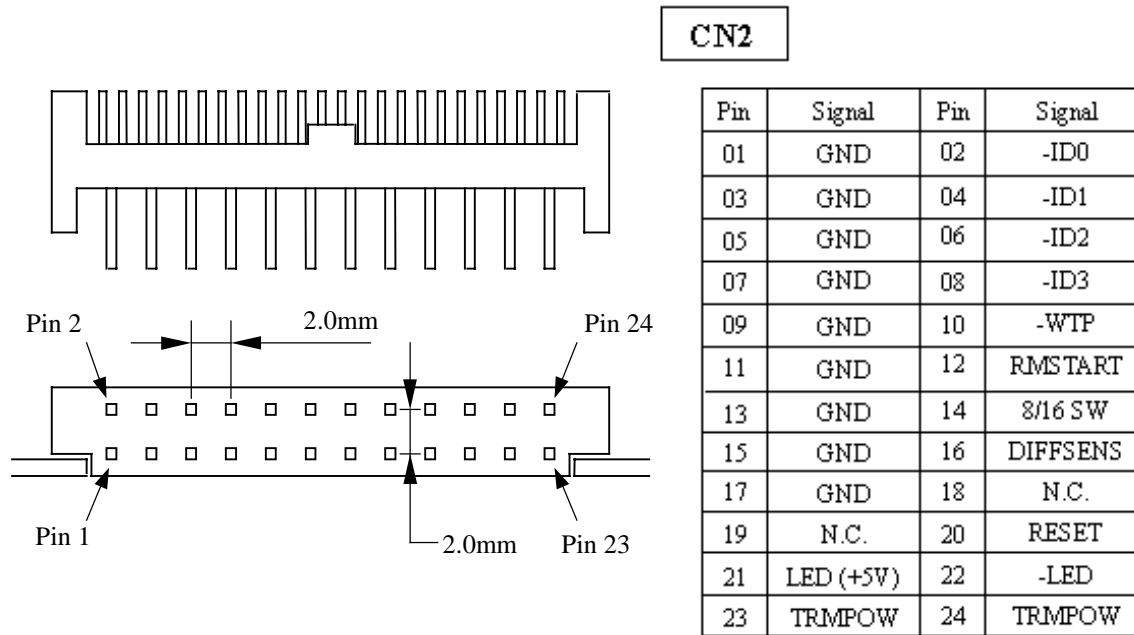 CN2
Pin 2
2.0mm
Pin 24
Pin 1
2.0mm
Pin 23
Pin Signal Pin Signal
01 GND 02 -ID0
03 GND 04 -ID1
05 GND 06 -ID2
07 GND 08 -ID3
09 GND 10 -WTP
11 GND 12 RMSTART
13 GND 14 8/16 SW
15 GND 16 DIFFSENS
17 GND 18 N.C.
19 N.C. 20 RESET
21 LED (+5V) 22 -LED
23 TRMPOW 24 TRMPOW